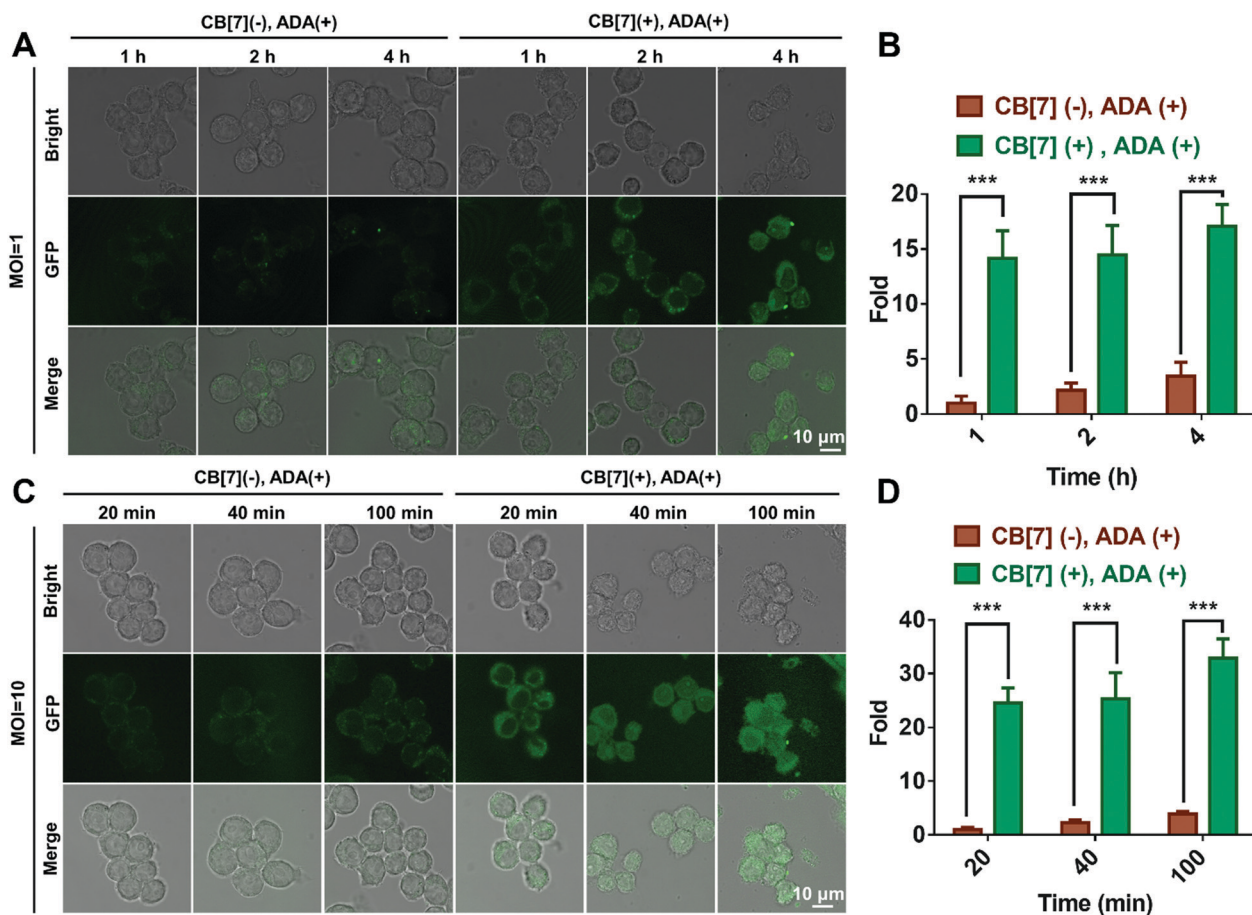 A
CB[7](-), ADA(+)
CB[7](+), ADA(+)
1 h
2 h
4 h
1 h
2 h
4 h
MOI=1
Bright
GFP
Merge
10 µm
B
CB[7] (-), ADA (+)
CB[7] (+) , ADA (+)
***
***
***
20
15
10
5
0
Fold
1
2
4
Time (h)
C
CB[7](-), ADA(+)
CB[7](+), ADA(+)
20 min
40 min
100 min
20 min
40 min
100 min
MOI=10
Bright
GFP
Merge
10 µm
D
CB[7] (-), ADA (+)
CB[7] (+), ADA (+)
***
***
***
40
30
20
10
0
Fold
20
40
100
Time (min)